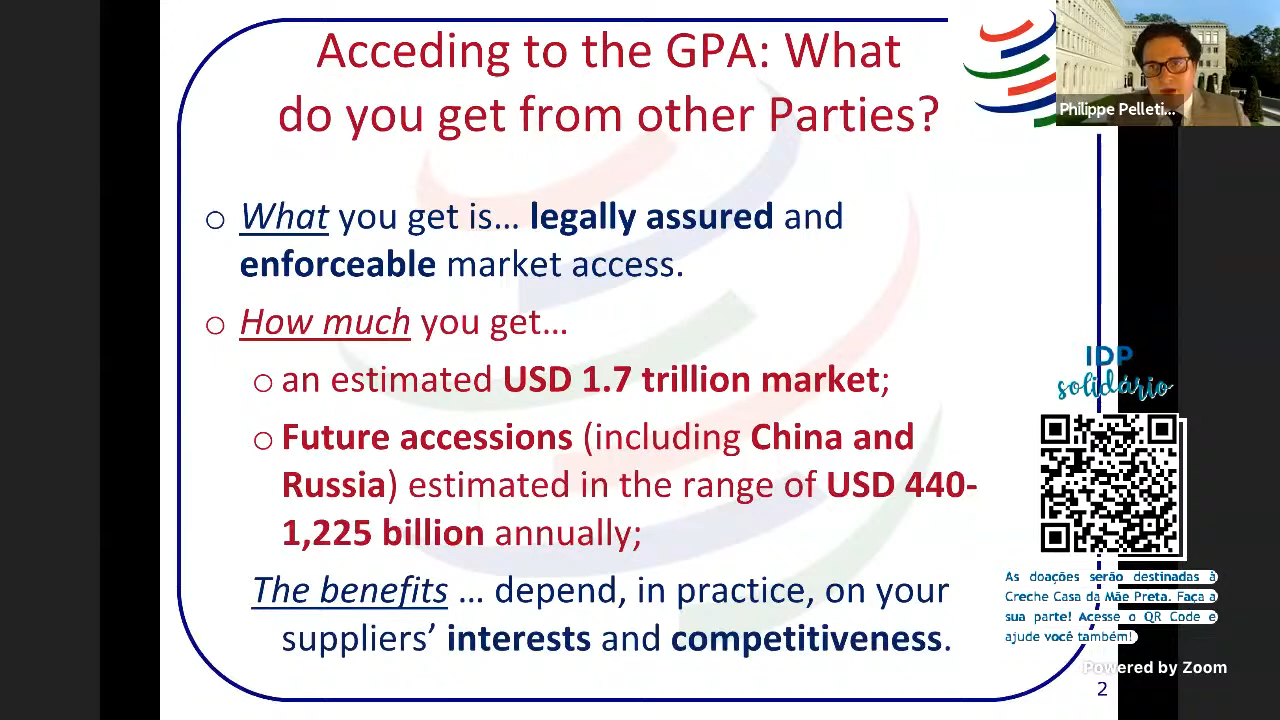 Acceding to the GPA: What
do you get from other Parties?
Philippe Pelleti...
What you get is… legally assured and
enforceable market access.
How much you get…
an estimated USD 1.7 trillion market;
Future accessions (including China and
Russia) estimated in the range of USD 440-
1,225 billion annually;
The benefits … depend, in practice, on your
suppliers’ interests and competitiveness.
IDP
solidário
As doações serão destinadas à
Creche Casa da Mãe Preta. Faça a
sua parte! Acesse o QR Code e
ajude você também!
Powered by Zoom
2